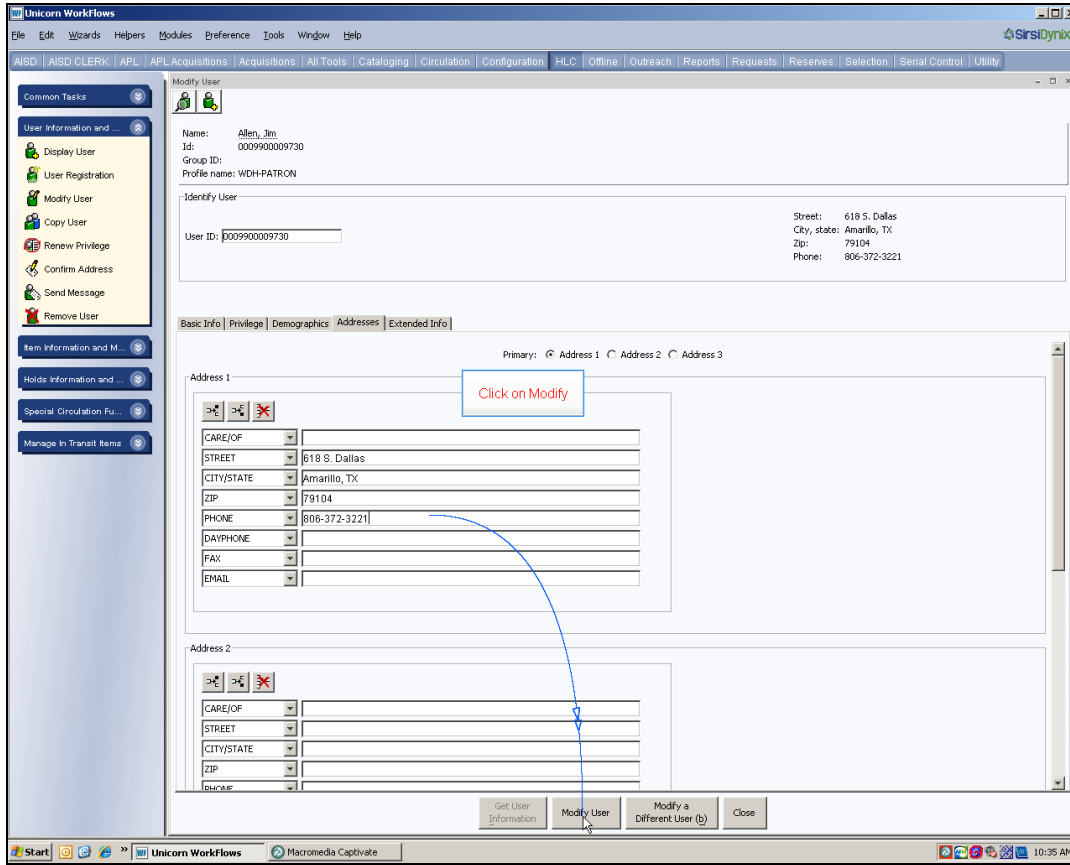 Unicorn WorkFlows
File Edit Wizards Helpers Modules Preference Tools Window Help
SirsiDynix
AISD AISD CLERK APL APL Acquisitions Acquisitions All Tools Cataloging Circulation Configuration HLC Offline Outreach Reports Requests Reserves Selection Serial Control Utility
Common Tasks
User Information and ...
Display User
User Registration
Modify User
Copy User
Renew Privilege
Confirm Address
Send Message
Remove User
Item Information and M...
Holds Information and ...
Special Circulation Fu...
Manage In Transit Items
Modify User
Name: Allen, Jim
Id: 0009900009730
Group ID:
Profile name: WDH-PATRON
Identify User
User ID: 0009900009730
Street: 618 S. Dallas
City, state: Amarillo, TX
Zip: 79104
Phone: 806-372-3221
Basic Info Privilege Demographics Addresses Extended Info
Primary: Address 1 Address 2 Address 3
Address 1
Click on Modify
CARE/OF
STREET 618 S. Dallas
CITY/STATE Amarillo, TX
ZIP 79104
PHONE 806-372-3221
DAYPHONE
FAX
EMAIL
Address 2
CARE/OF
STREET
CITY/STATE
ZIP
PHONE
Get User Information
Modify User
Modify a Different User (b)
Close
Start » WF Unicorn WorkFlows Macromedia Captivate 10:35 AM